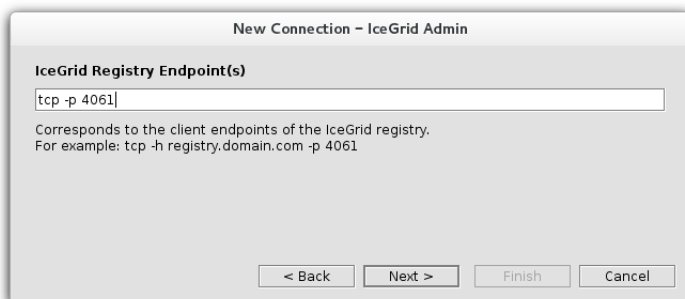 New Connection – IceGrid Admin
IceGrid Registry Endpoint(s)
tcp -p 4061
Corresponds to the client endpoints of the IceGrid registry.
For example: tcp -h registry.domain.com -p 4061
< Back Next > Finish Cancel